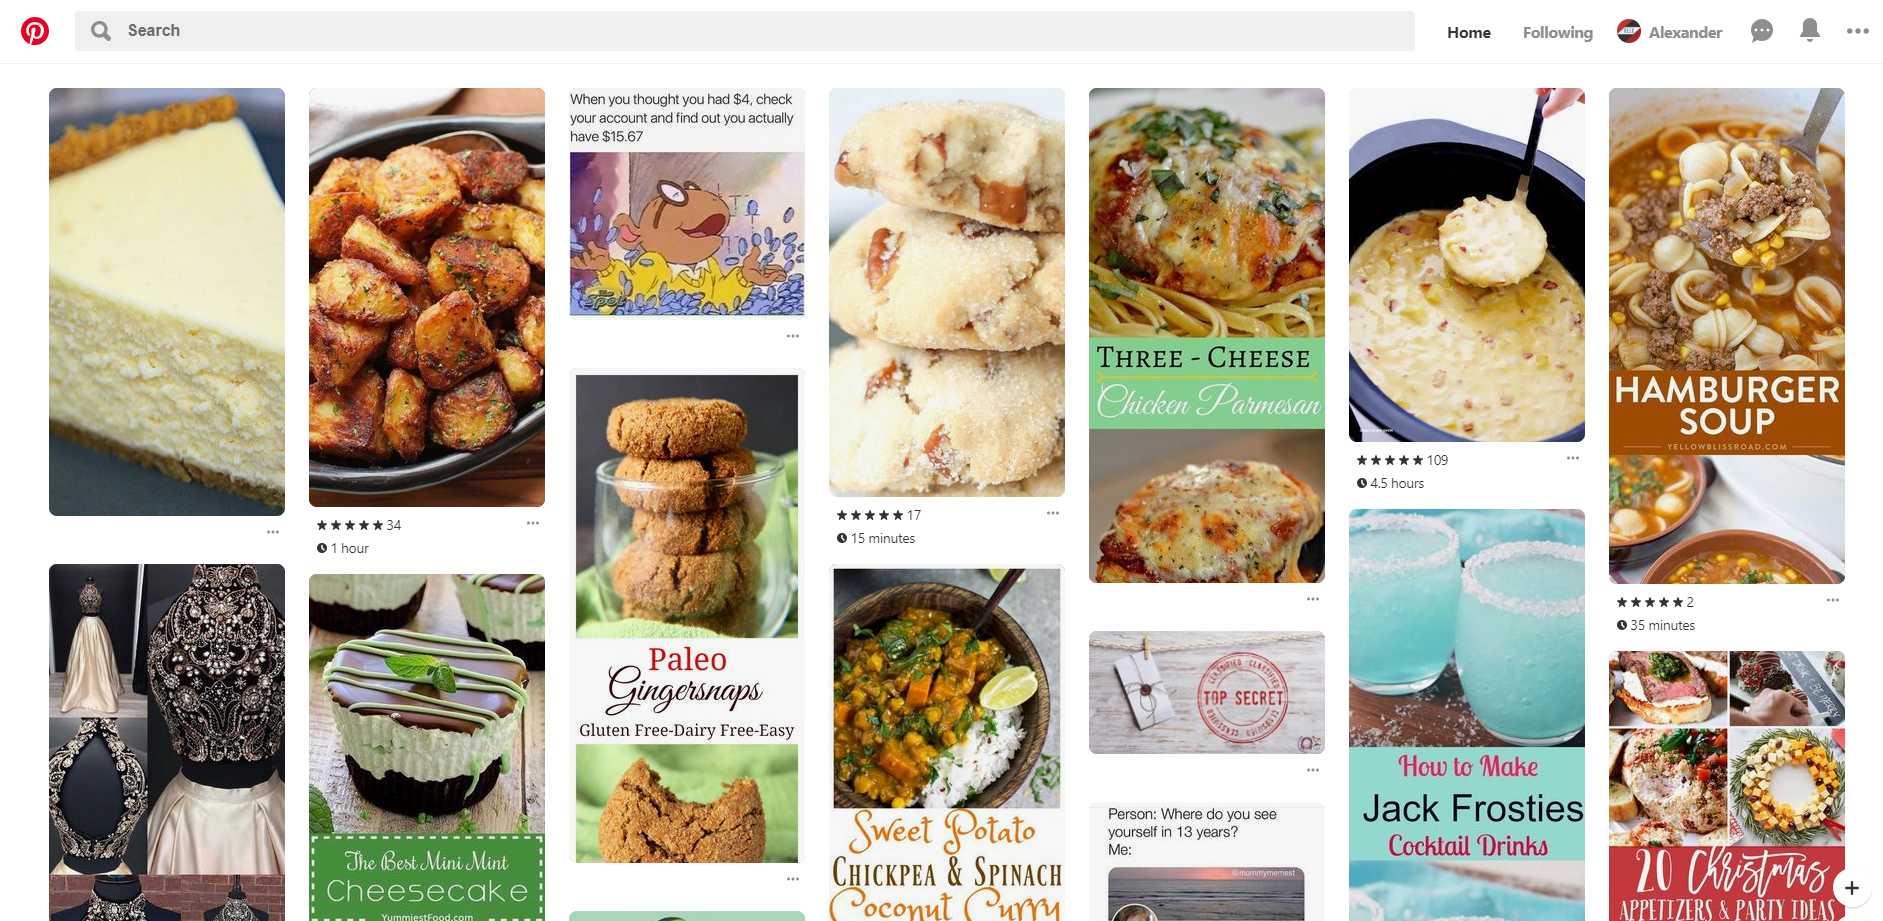 Search
Home
Following
Alexander
34
1 hour
When you thought you had $4, check
your account and find out you actually
have $15.67
17
15 minutes
THREE - CHEESE
Chicken Parmesan
109
4.5 hours
HAMBURGER
SOUP
YELLOWBLISSROAD.COM
2
35 minutes
The Best Mini Mint
Cheesecake
YummiestFood.com
Paleo
Gingersnaps
Gluten Free-Dairy Free-Easy
Sweet Potato
CHICKPEA & SPINACH
Coconut Curry
CLASSIFIED
TOP SECRET
CLASSIFIED
Person: Where do you see
yourself in 13 years?
Me:
@mommymemest
How to Make
Jack Frosties
Cocktail Drinks
20 Christmas
APPETIZERS & PARTY IDEAS